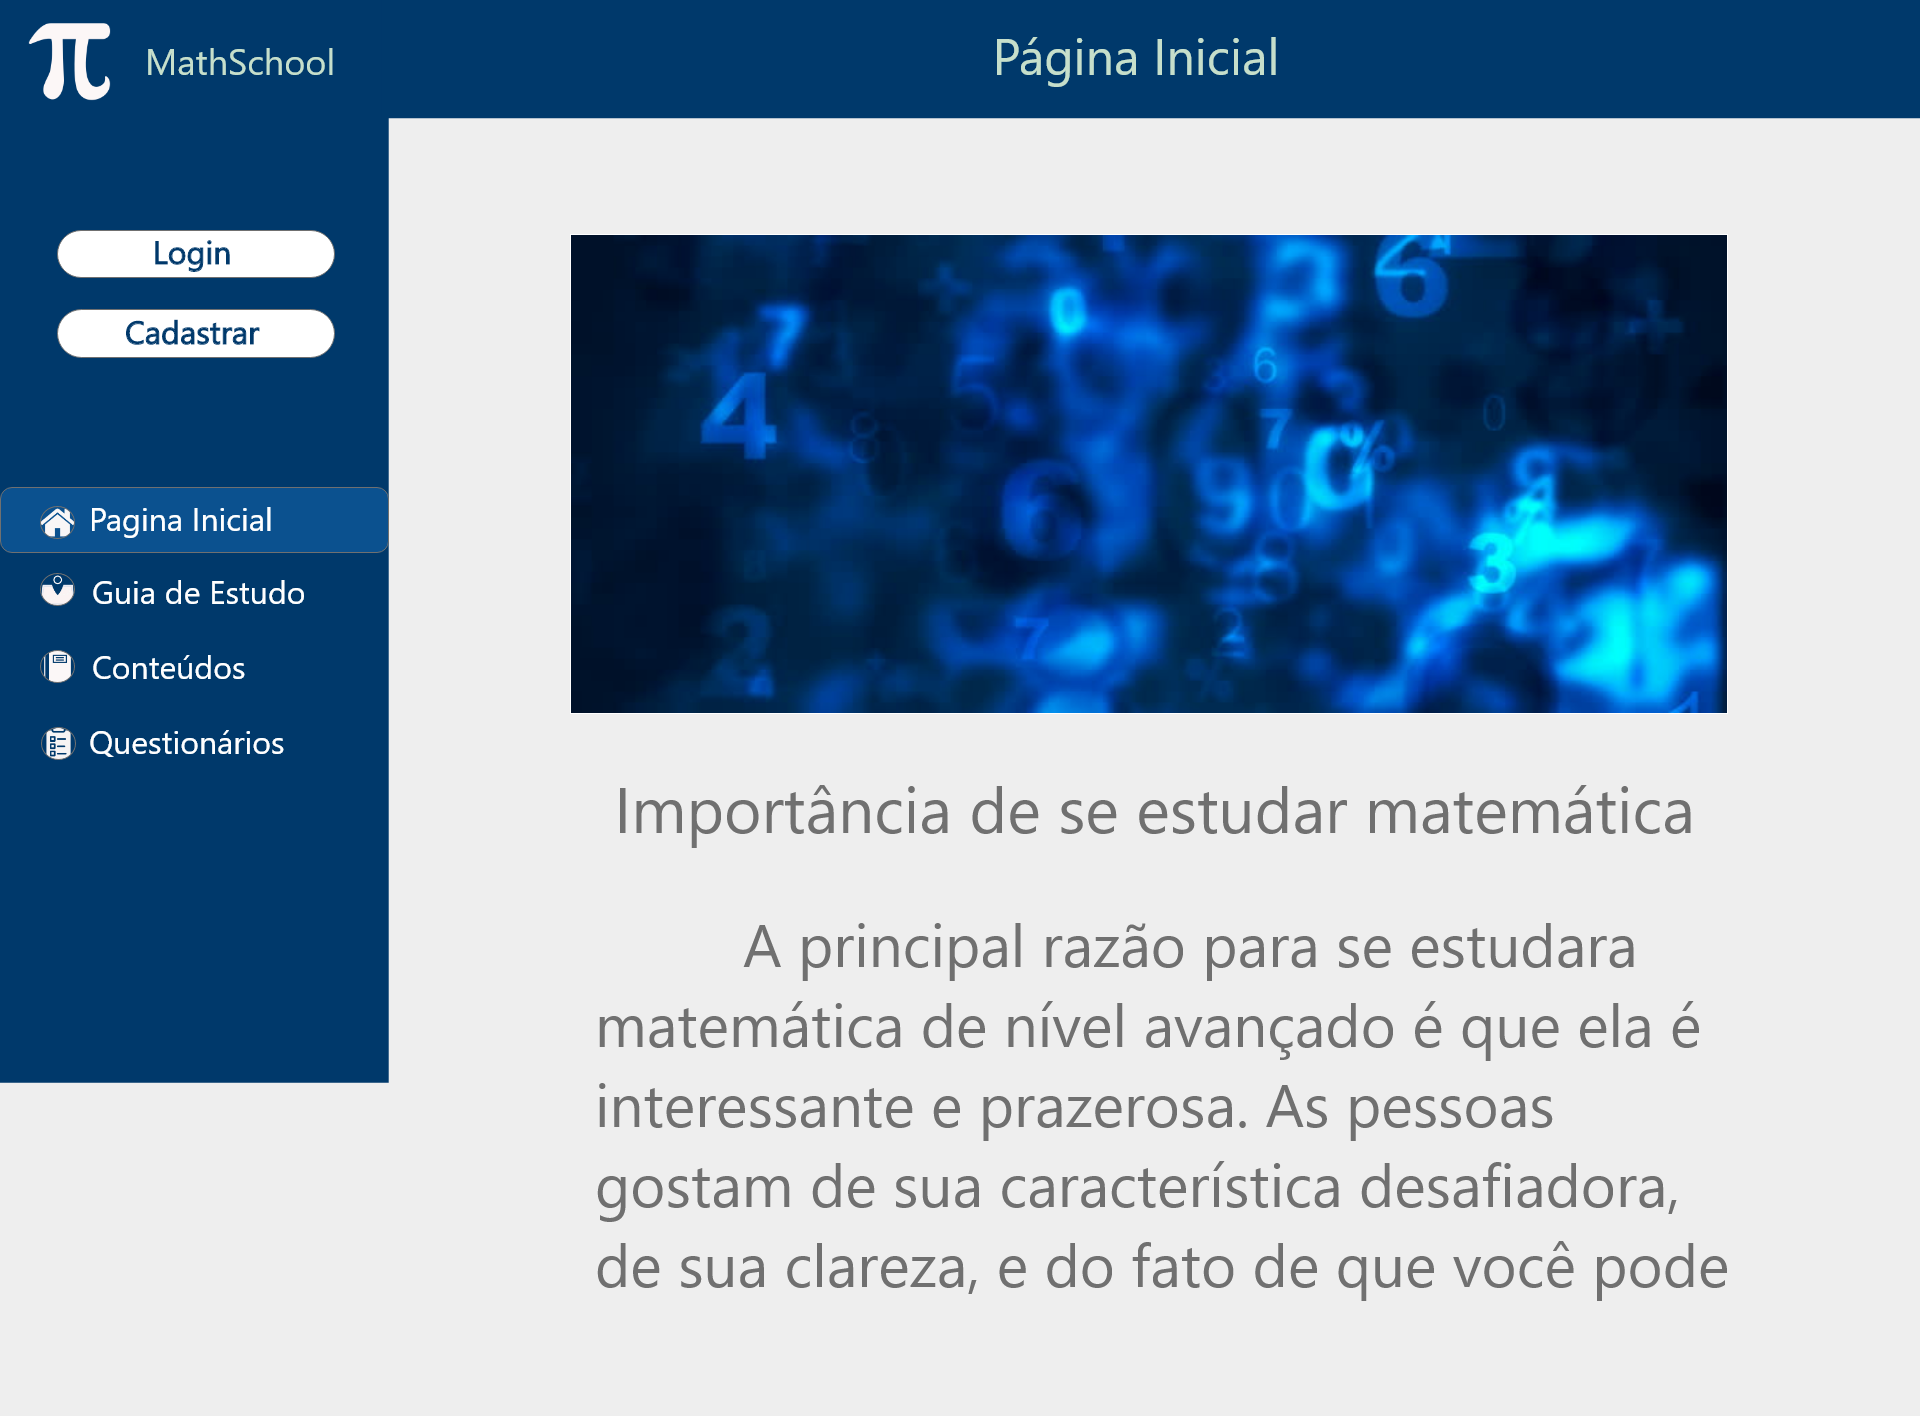 MathSchool
Página Inicial
Login
Cadastrar
Pagina Inicial
Guia de Estudo
Conteúdos
Questionários
Importância de se estudar matemática
A principal razão para se estudara
matemática de nível avançado é que ela é
interessante e prazerosa. As pessoas
gostam de sua característica desafiadora,
de sua clareza, e do fato de que você pode